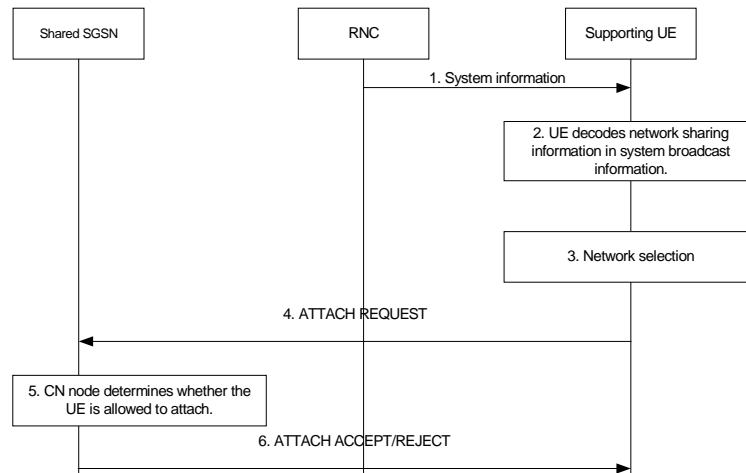 Shared SGSN
RNC
Supporting UE
1. System information
2. UE decodes network sharing
information in system broadcast
information.
3. Network selection
4. ATTACH REQUEST
5. CN node determines whether the
UE is allowed to attach.
6. ATTACH ACCEPT/REJECT